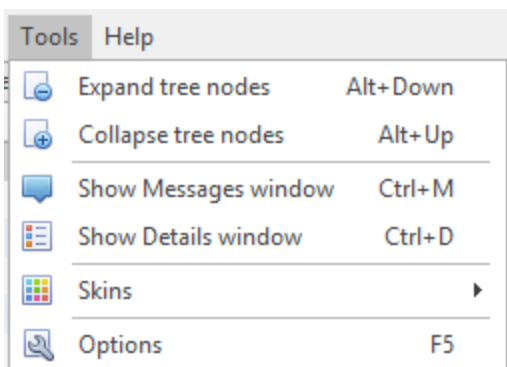 Tools Help
Expand tree nodes Alt+Down
Collapse tree nodes Alt+Up
Show Messages window Ctrl+M
Show Details window Ctrl+D
Skins
Options F5